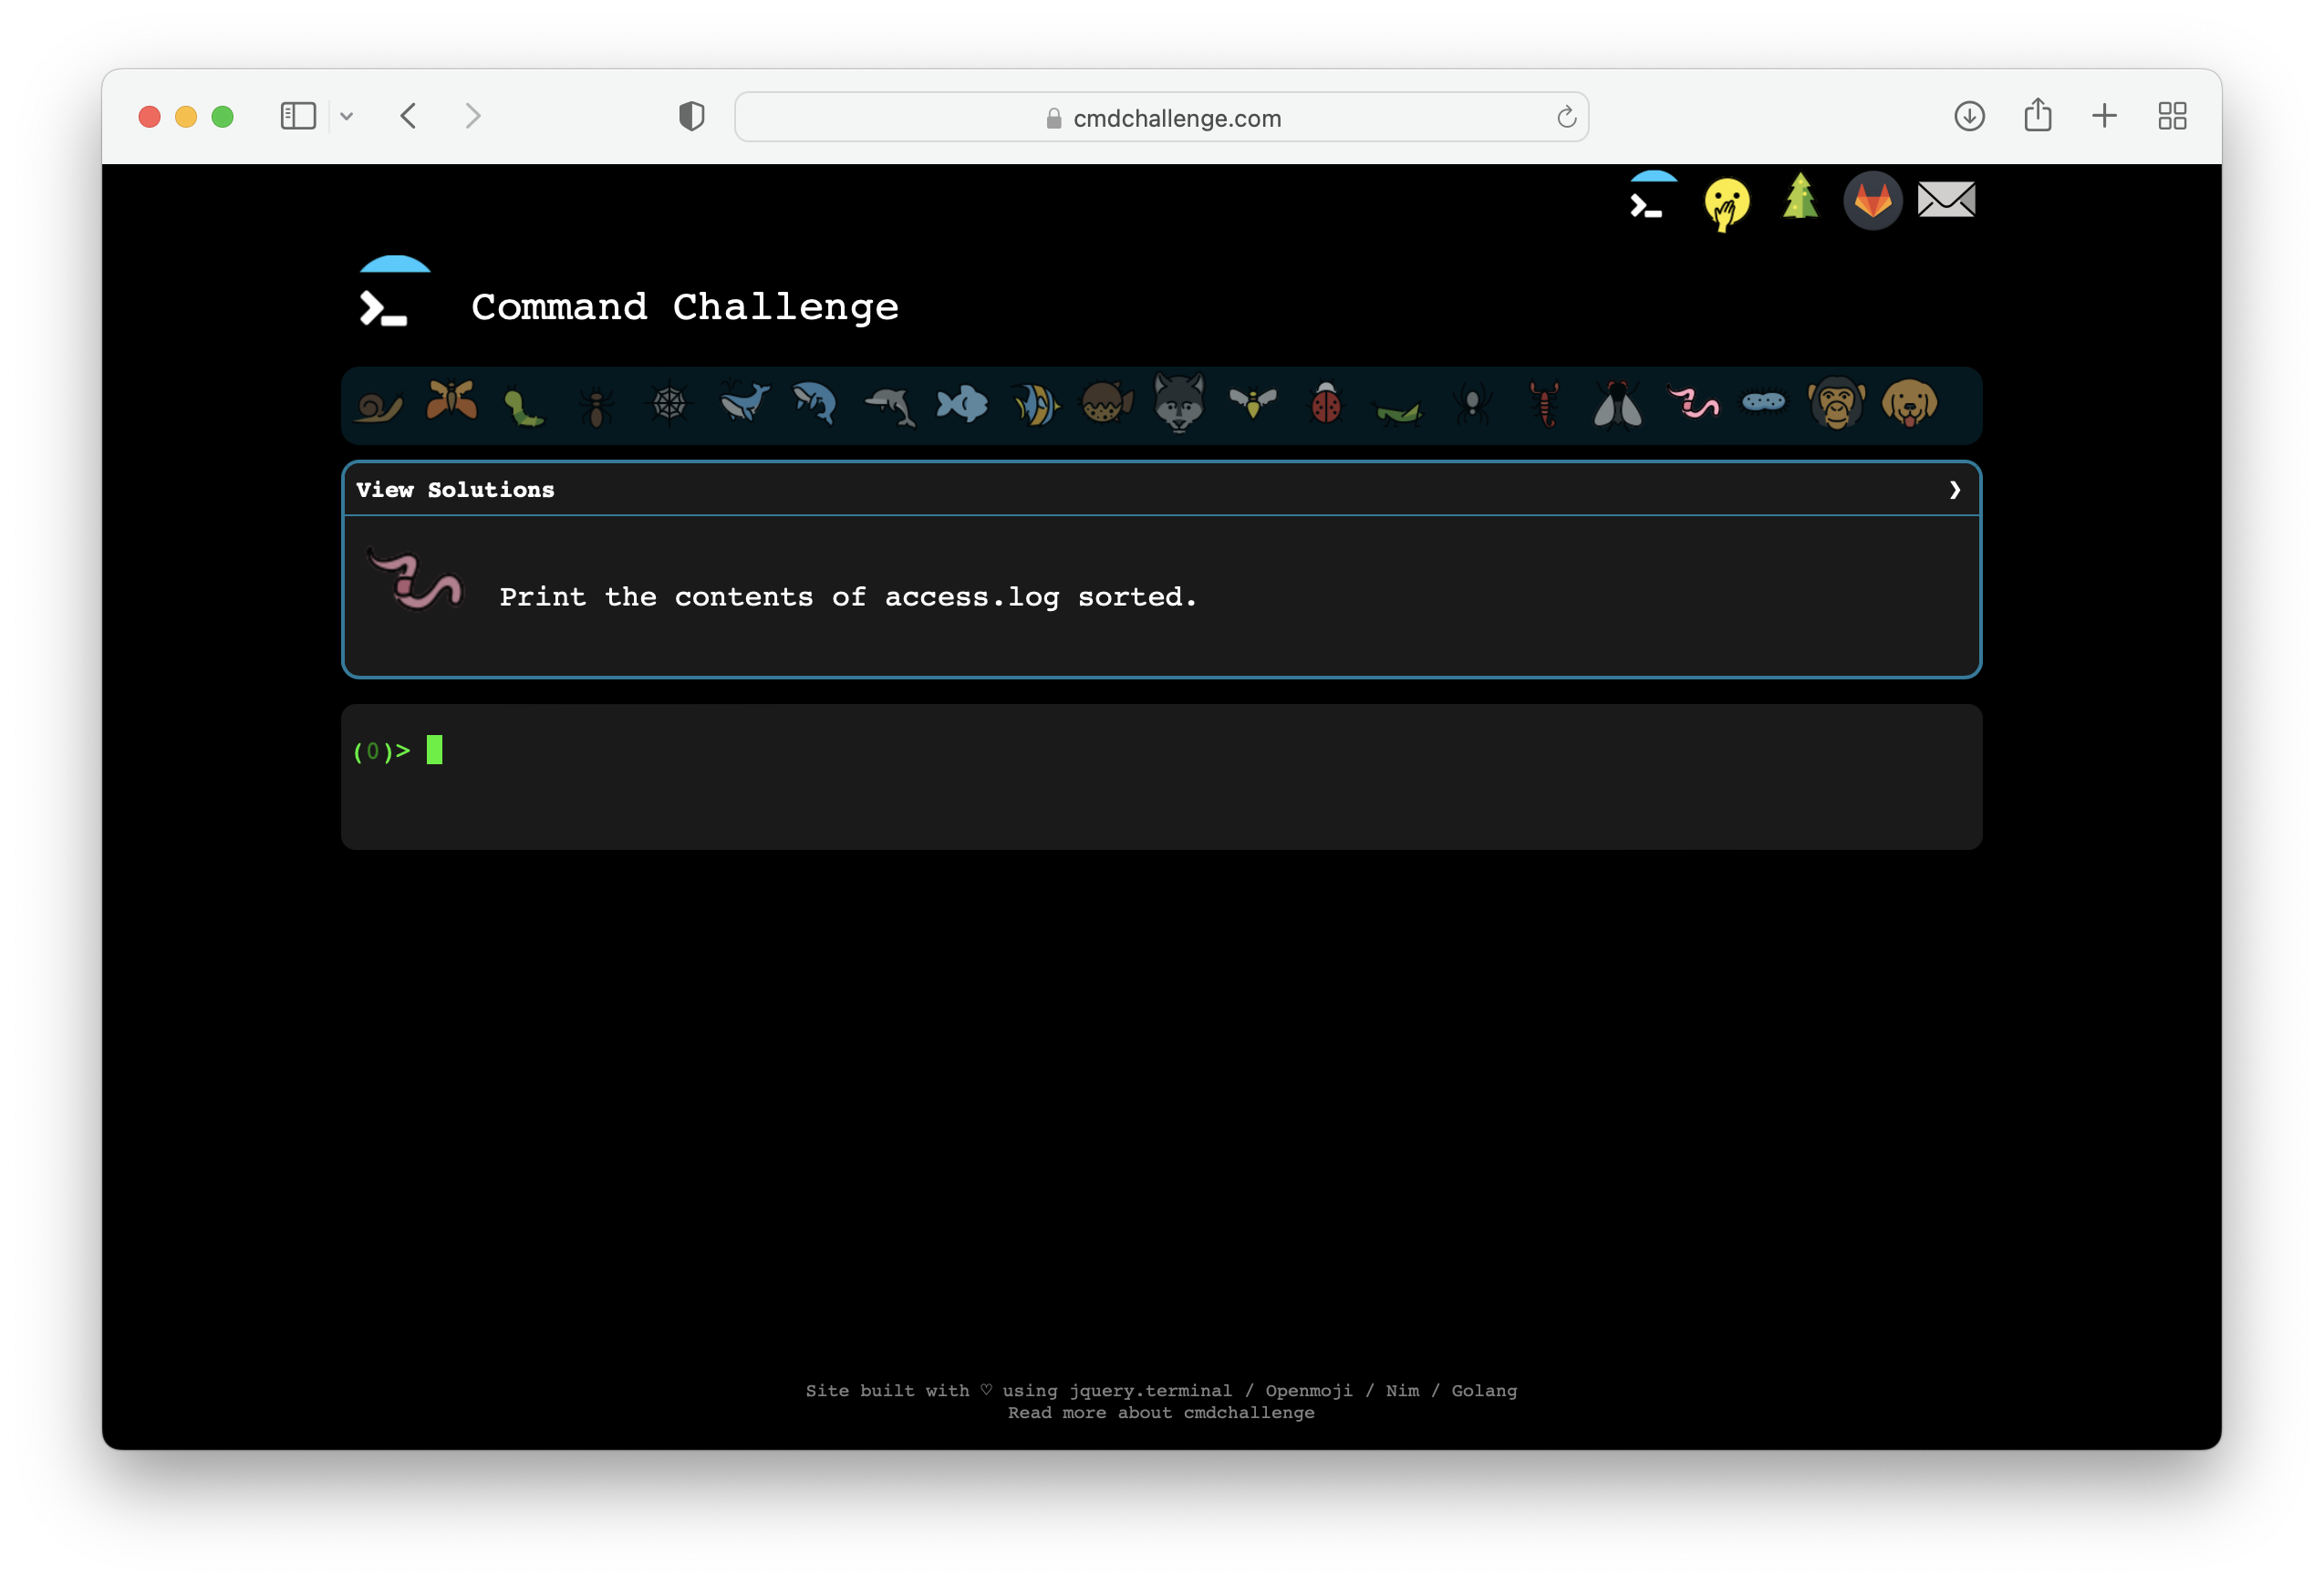 cmdchallenge.com
Command Challenge
View Solutions ❯
Print the contents of access.log sorted.
(0)>
Site built with ♡ using jquery.terminal / Openmoji / Nim / Golang
Read more about cmdchallenge